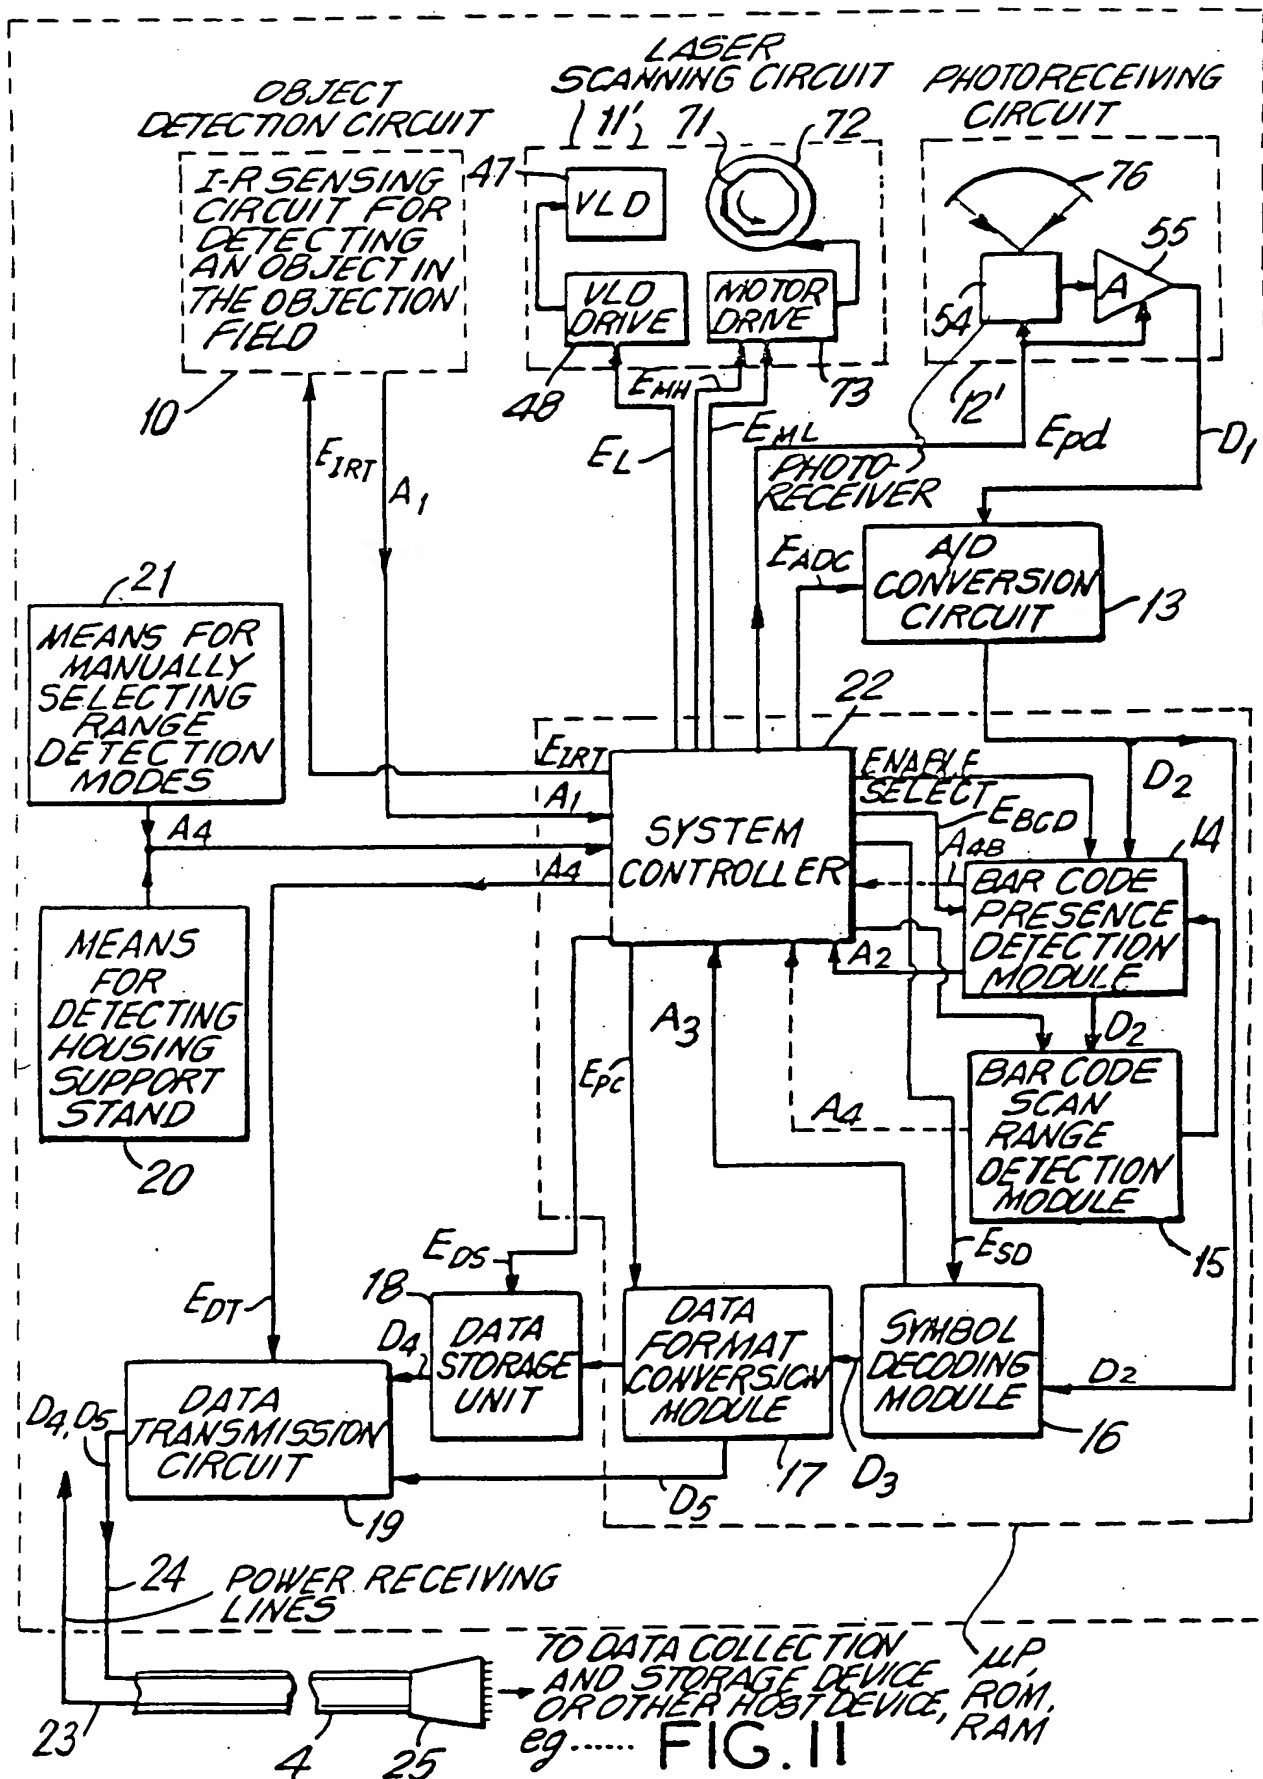 OBJECT
DETECTION CIRCUIT
LASER
SCANNING CIRCUIT
PHOTORECEIVING
CIRCUIT
11'
71
72
47
76
55
I-R SENSING
CIRCUIT FOR
DETECTING
AN OBJECT IN
THE OBJECTION
FIELD
VLD
VLD
DRIVE
MOTOR
DRIVE
A
54
10
48
73
12'
EMH
EML
EL
Epd
D1
EIRT
A1
PHOTO-
RECEIVER
EADC
A/D
CONVERSION
CIRCUIT
13
21
MEANS FOR
MANUALLY
SELECTING
RANGE
DETECTION
MODES
22
EIRT
A1
A4
A4
SYSTEM
CONTROLLER
ENABLE
SELECT
EBCD
A4B
D2
14
BAR CODE
PRESENCE
DETECTION
MODULE
A2
D2
MEANS
FOR
DETECTING
HOUSING
SUPPORT
STAND
20
A3
EPC
A4
BAR CODE
SCAN
RANGE
DETECTION
MODULE
15
ESD
EDS
EDT
18
D4
DATA
STORAGE
UNIT
DATA
FORMAT
CONVERSION
MODULE
17
SYMBOL
DECODING
MODULE
16
D2
D3
D4, D5
DATA
TRANSMISSION
CIRCUIT
19
D5
24
POWER RECEIVING
LINES
23
4
25
TO DATA COLLECTION
AND STORAGE DEVICE
OR OTHER HOST DEVICE,
eg ......
µP,
ROM,
RAM
FIG. 11